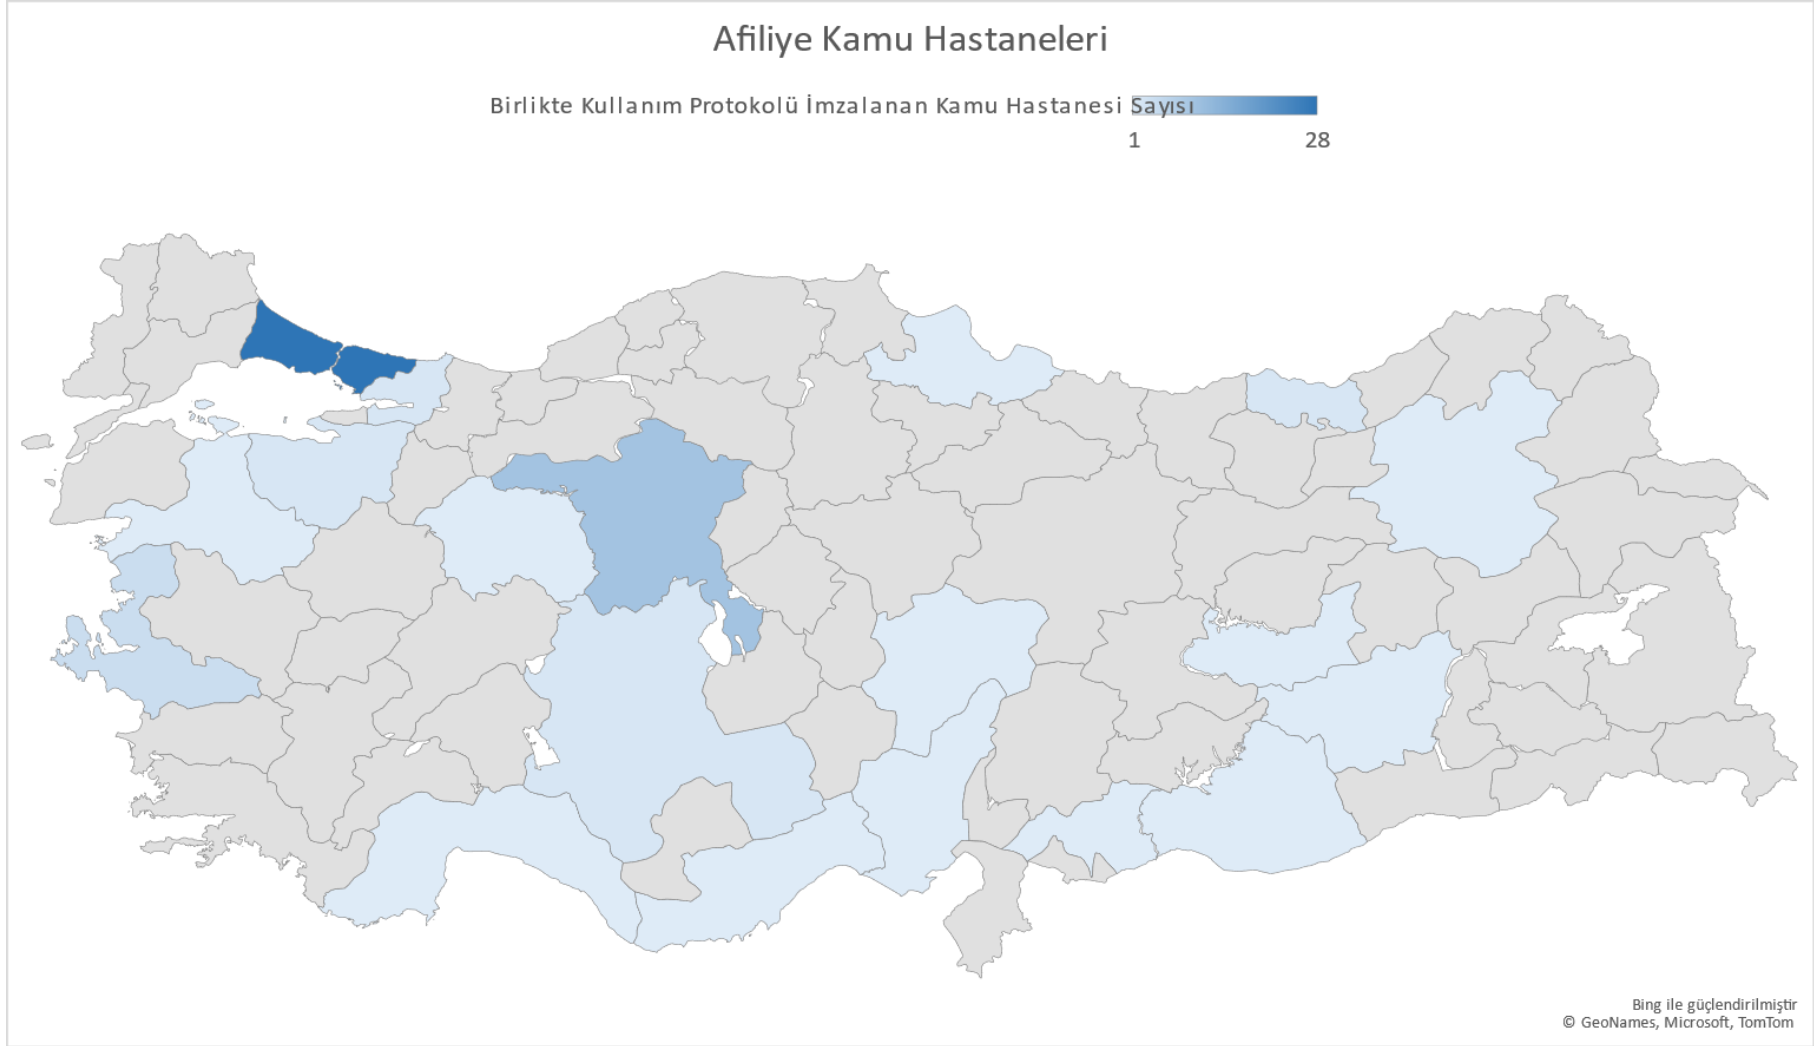 Afiliye Kamu Hastaneleri
Birlikte Kullanım Protokolü İmzalanan Kamu Hastanesi Sayısı
1 28
Bing ile güçlendirilmiştir
© GeoNames, Microsoft, TomTom